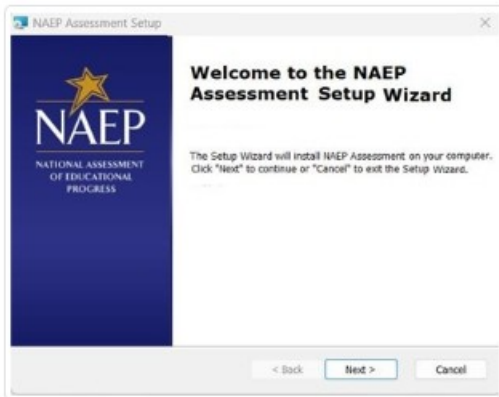 NAEP Assessment Setup
Welcome to the NAEP
Assessment Setup Wizard
NAEP
NATIONAL ASSESSMENT
OF EDUCATIONAL
PROGRESS
The Setup Wizard will install NAEP Assessment on your computer.
Click "Next" to continue or "Cancel" to exit the Setup Wizard.
< Back Next > Cancel